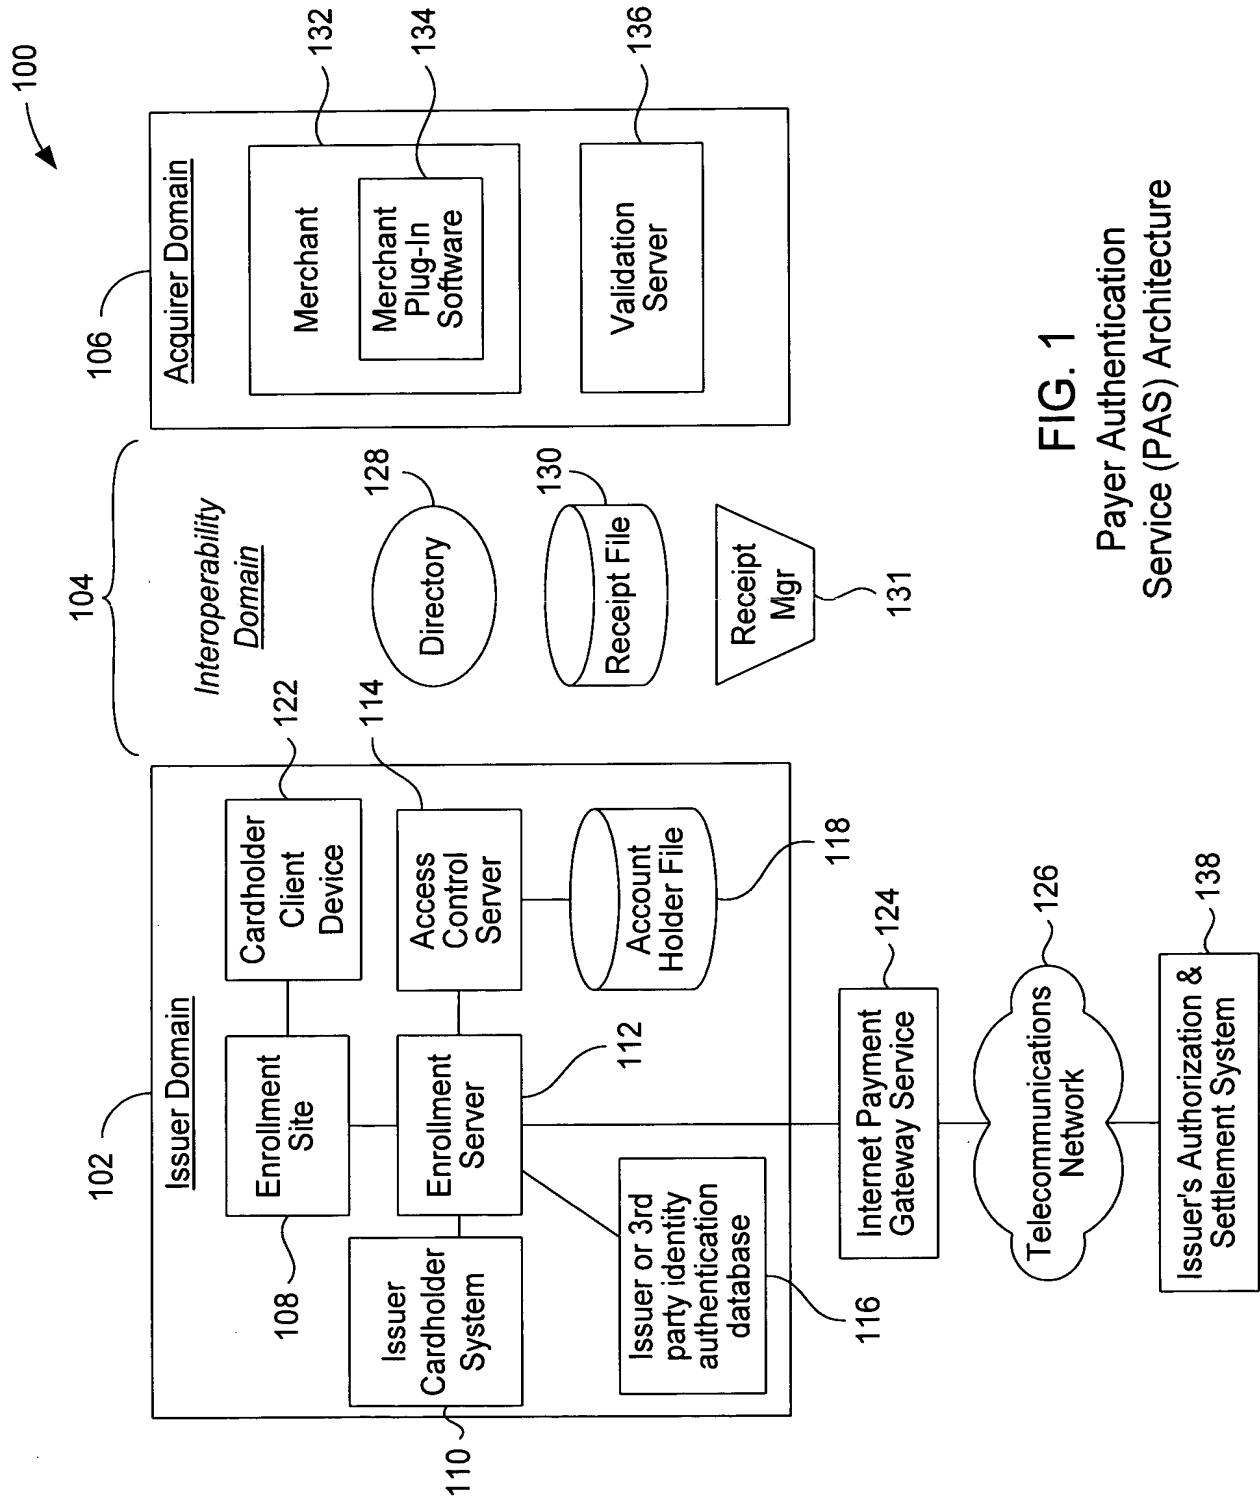 100
102
Issuer Domain
Enrollment
Site
108
Cardholder
Client
Device
122
Issuer
Cardholder
System
110
Enrollment
Server
112
Access
Control
Server
114
Issuer or 3rd
party identity
authentication
database
116
Account
Holder File
118
Internet Payment
Gateway Service
124
Telecommunications
Network
126
Issuer's Authorization &
Settlement System
138
104
Interoperability
Domain
Directory
128
Receipt File
130
Receipt
Mgr
131
106
Acquirer Domain
Merchant
132
Merchant
Plug-In
Software
134
Validation
Server
136
FIG. 1
Payer Authentication
Service (PAS) Architecture